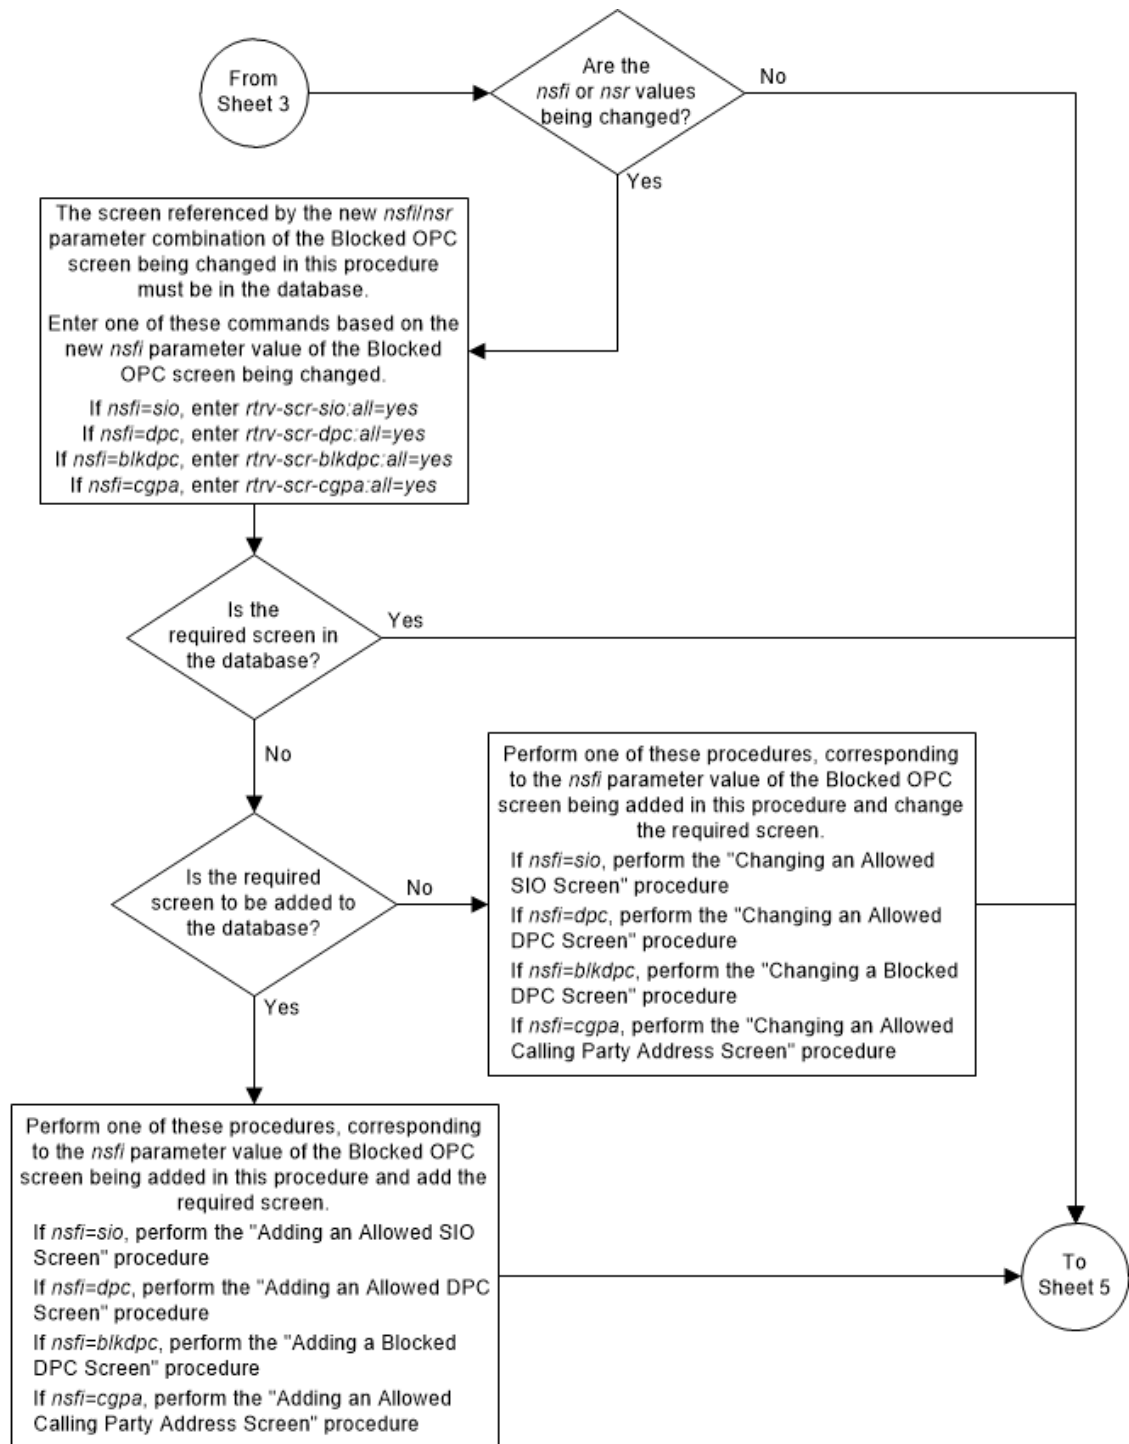 From
Sheet 3
Are the
nsfi or nsr values
being changed?
No
Yes
The screen referenced by the new nsfi/nsr
parameter combination of the Blocked OPC
screen being changed in this procedure
must be in the database.
Enter one of these commands based on the
new nsfi parameter value of the Blocked
OPC screen being changed.
If nsfi=sio, enter rtrv-scr-sio:all=yes
If nsfi=dpc, enter rtrv-scr-dpc:all=yes
If nsfi=blkdpc, enter rtrv-scr-blkdpc:all=yes
If nsfi=cgpa, enter rtrv-scr-cgpa:all=yes
Is the
required screen in
the database?
Yes
No
Is the required
screen to be added to
the database?
No
Yes
Perform one of these procedures, corresponding
to the nsfi parameter value of the Blocked OPC
screen being added in this procedure and change
the required screen.
If nsfi=sio, perform the "Changing an Allowed
SIO Screen" procedure
If nsfi=dpc, perform the "Changing an Allowed
DPC Screen" procedure
If nsfi=blkdpc, perform the "Changing a Blocked
DPC Screen" procedure
If nsfi=cgpa, perform the "Changing an Allowed
Calling Party Address Screen" procedure
Perform one of these procedures, corresponding
to the nsfi parameter value of the Blocked OPC
screen being added in this procedure and add the
required screen.
If nsfi=sio, perform the "Adding an Allowed SIO
Screen" procedure
If nsfi=dpc, perform the "Adding an Allowed DPC
Screen" procedure
If nsfi=blkdpc, perform the "Adding a Blocked
DPC Screen" procedure
If nsfi=cgpa, perform the "Adding an Allowed
Calling Party Address Screen" procedure
To
Sheet 5